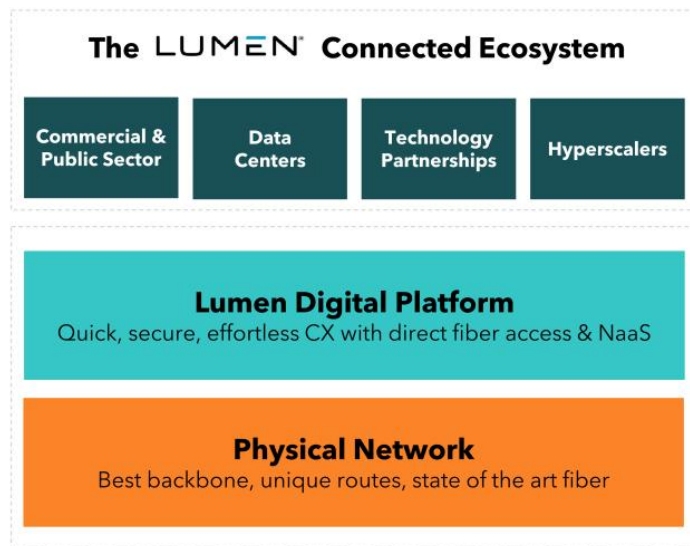 The LUMEN® Connected Ecosystem
Commercial & Public Sector
Data Centers
Technology Partnerships
Hyperscalers
Lumen Digital Platform
Quick, secure, effortless CX with direct fiber access & NaaS
Physical Network
Best backbone, unique routes, state of the art fiber